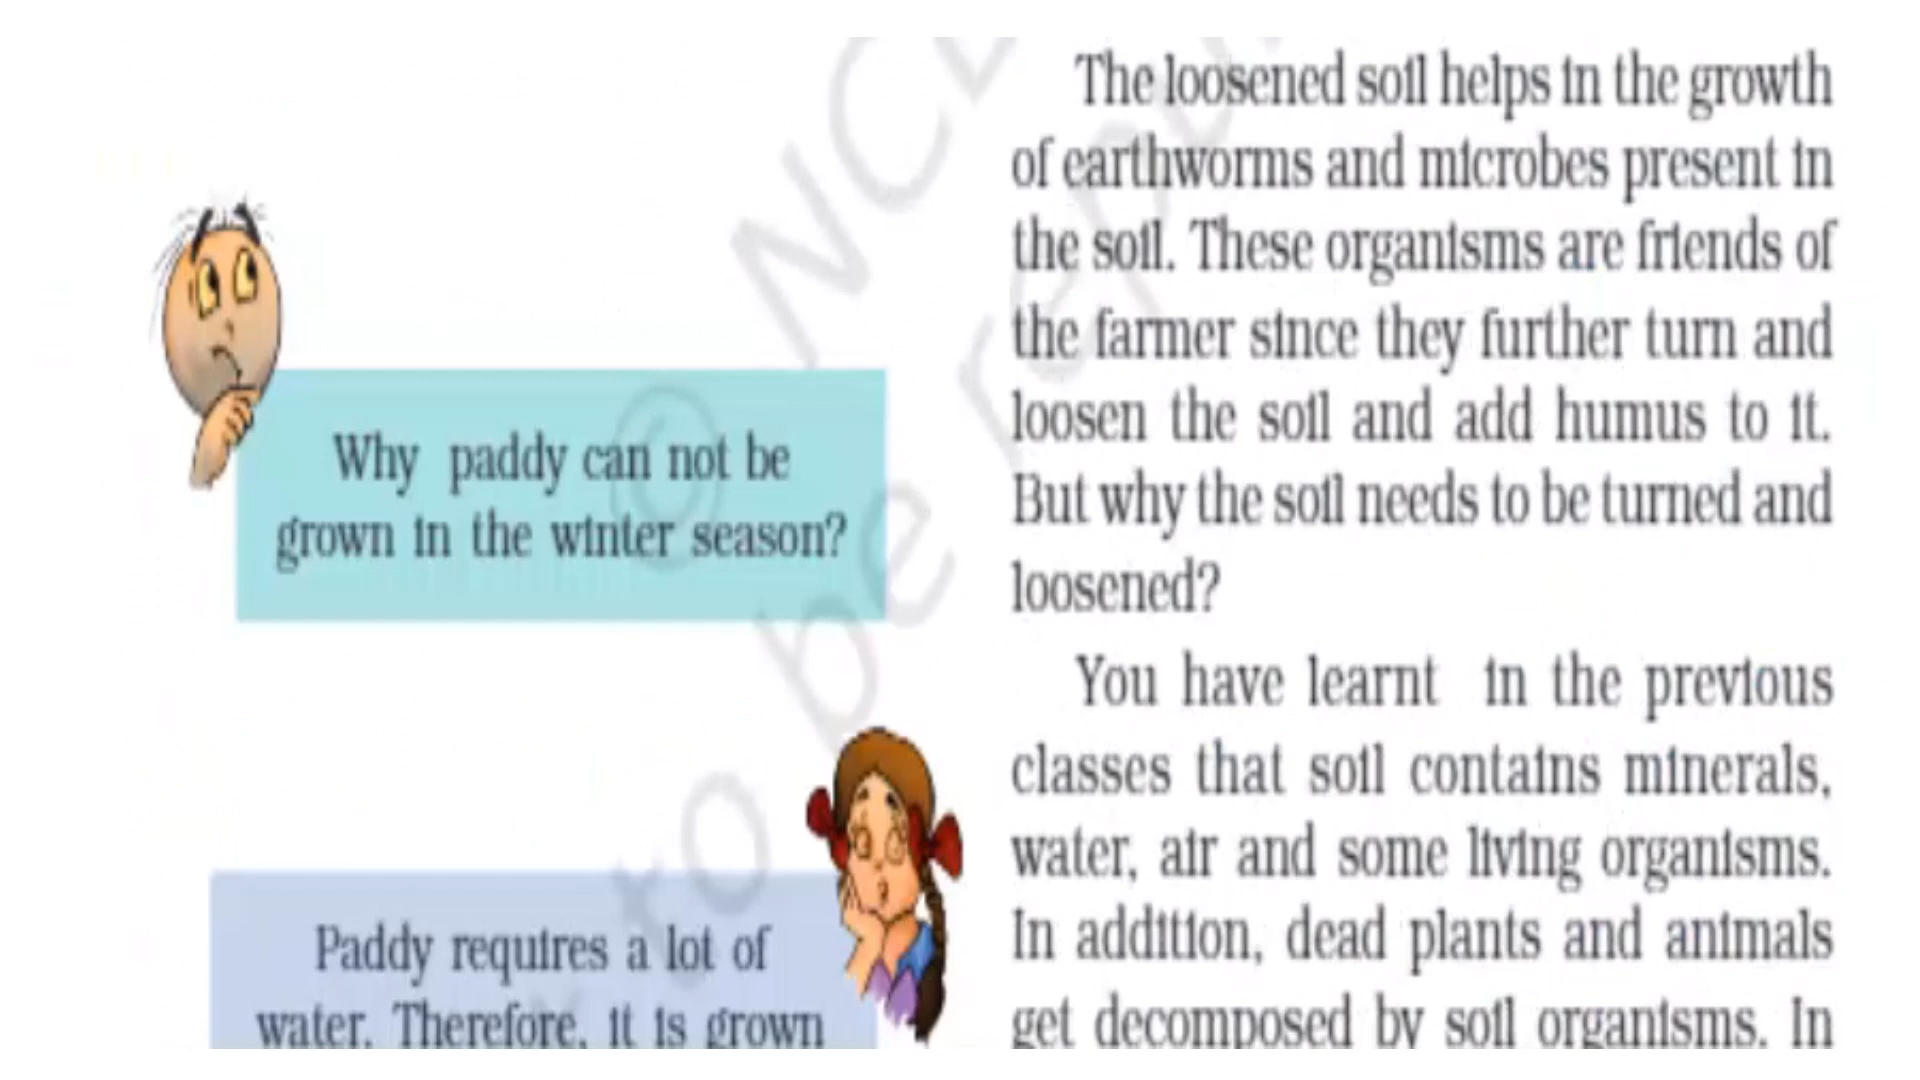 Why paddy can not be
grown in the winter season?
Paddy requires a lot of
water. Therefore, it is grown
The loosened soil helps in the growth
of earthworms and microbes present in
the soil. These organisms are friends of
the farmer since they further turn and
loosen the soil and add humus to it.
But why the soil needs to be turned and
loosened?
You have learnt in the previous
classes that soil contains minerals,
water, air and some living organisms.
In addition, dead plants and animals
get decomposed by soil organisms. In
© NCE
to be repu